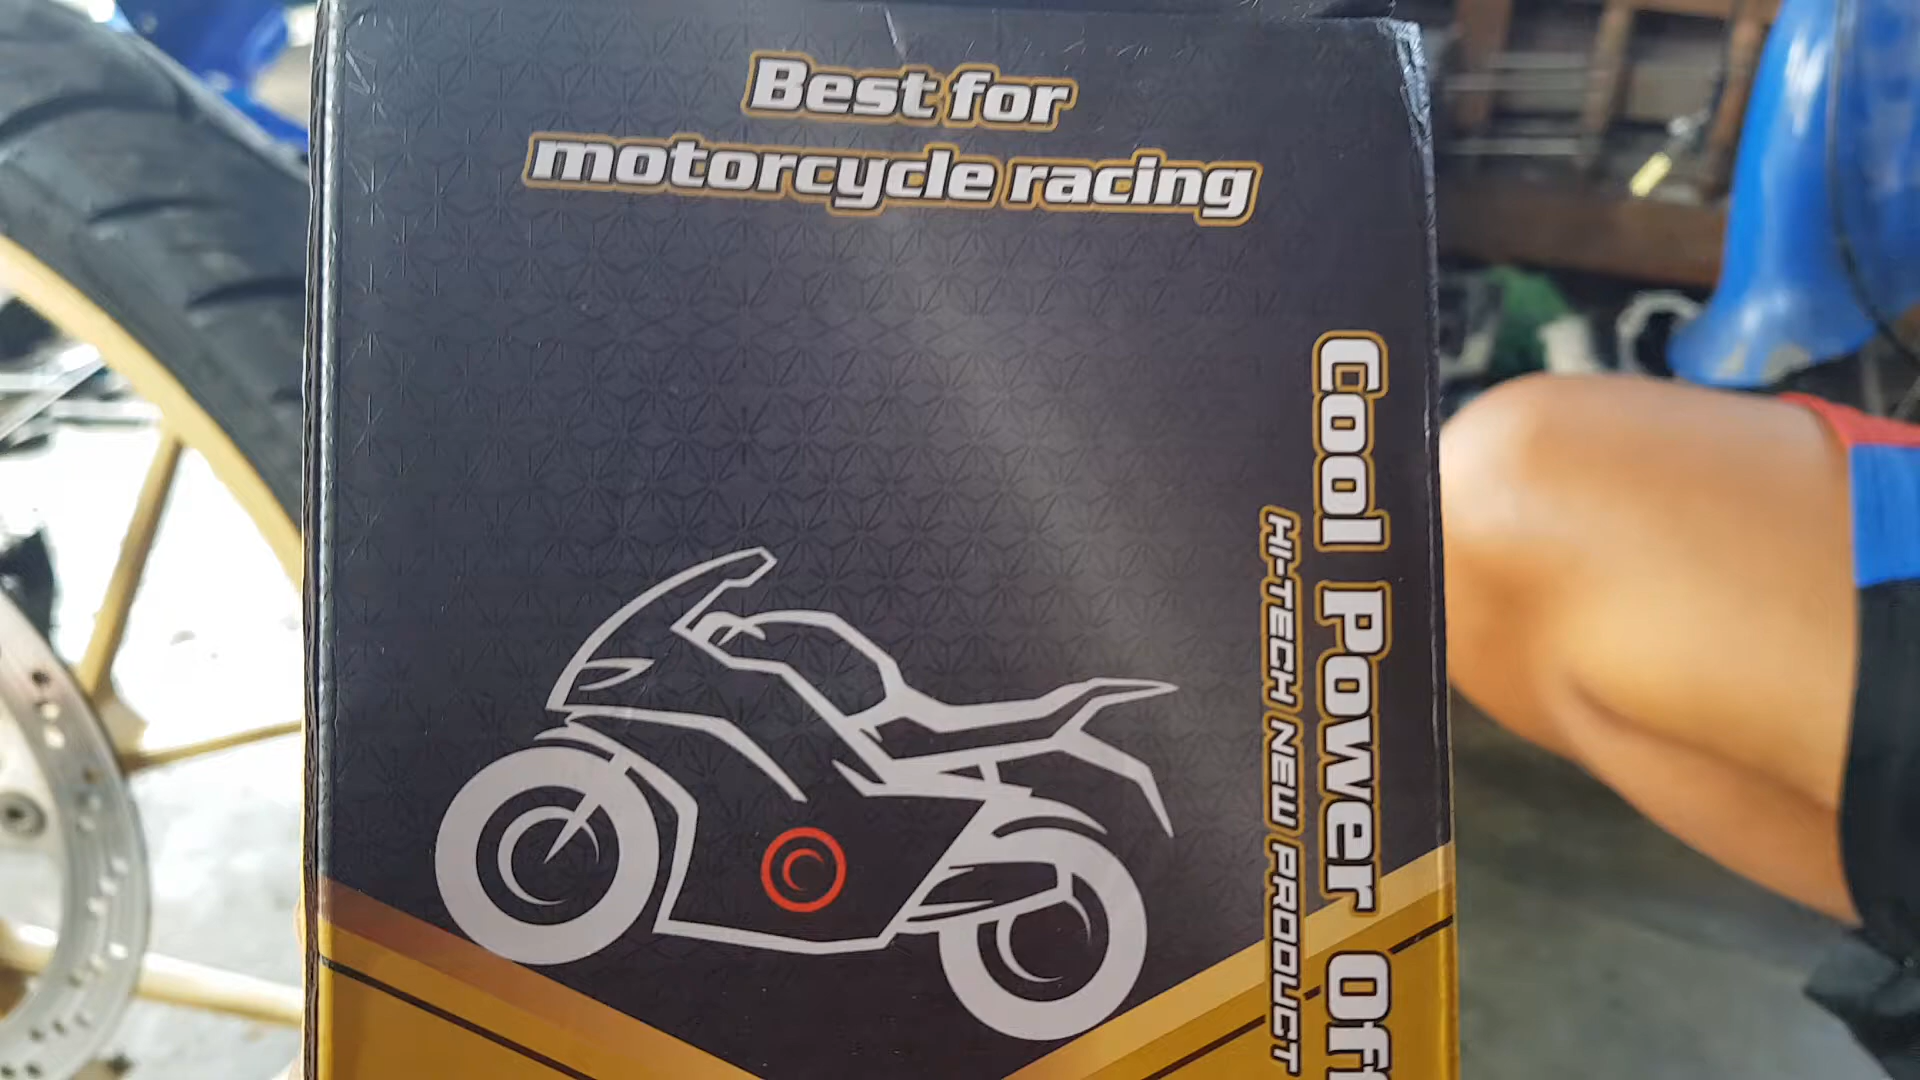 Best for
motorcycle racing
Cool Power
HI-TECH NEW PRODUCT